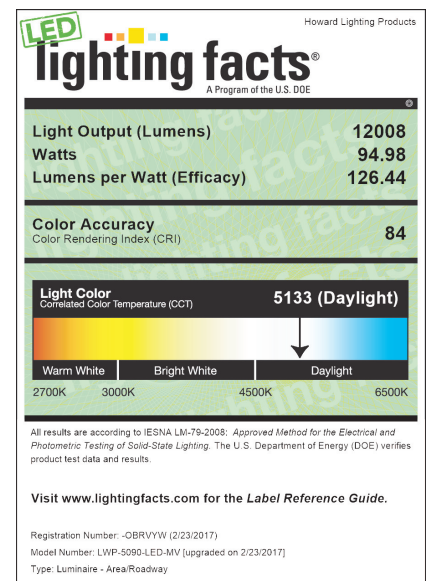 Howard Lighting Products
LED
lighting facts®
A Program of the U.S. DOE
Light Output (Lumens) 12008
Watts 94.98
Lumens per Watt (Efficacy) 126.44
Color Accuracy
Color Rendering Index (CRI) 84
Light Color
Correlated Color Temperature (CCT) 5133 (Daylight)
Warm White Bright White Daylight
2700K 3000K 4500K 6500K
All results are according to IESNA LM-79-2008; Approved Method for the Electrical and
Photometric Testing of Solid-State Lighting. The U.S. Department of Energy (DOE) verifies
product test data and results.
Visit www.lightingfacts.com for the Label Reference Guide.
Registration Number: -OBRVYW (2/23/2017)
Model Number: LWP-5090-LED-MV [upgraded on 2/23/2017]
Type: Luminaire - Area/Roadway